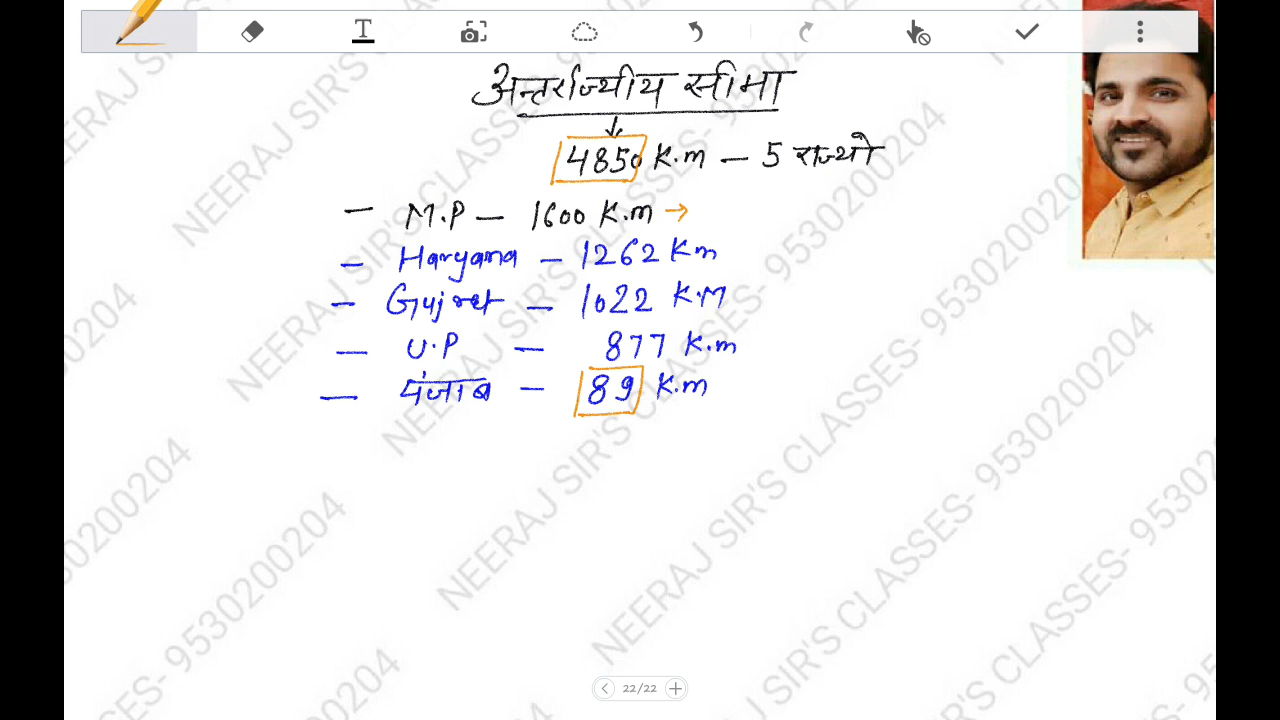 अन्तर्राज्यीय सीमा
4850 K.m – 5 राज्यो
– M.P – 1600 K.m →
– Haryana – 1262 Km
– Gujrat – 1022 K.M
– U.P – 877 K.m
– पंजाब – 89 K.m
NEERAJ SIR'S CLASSES- 9530200204
22/22